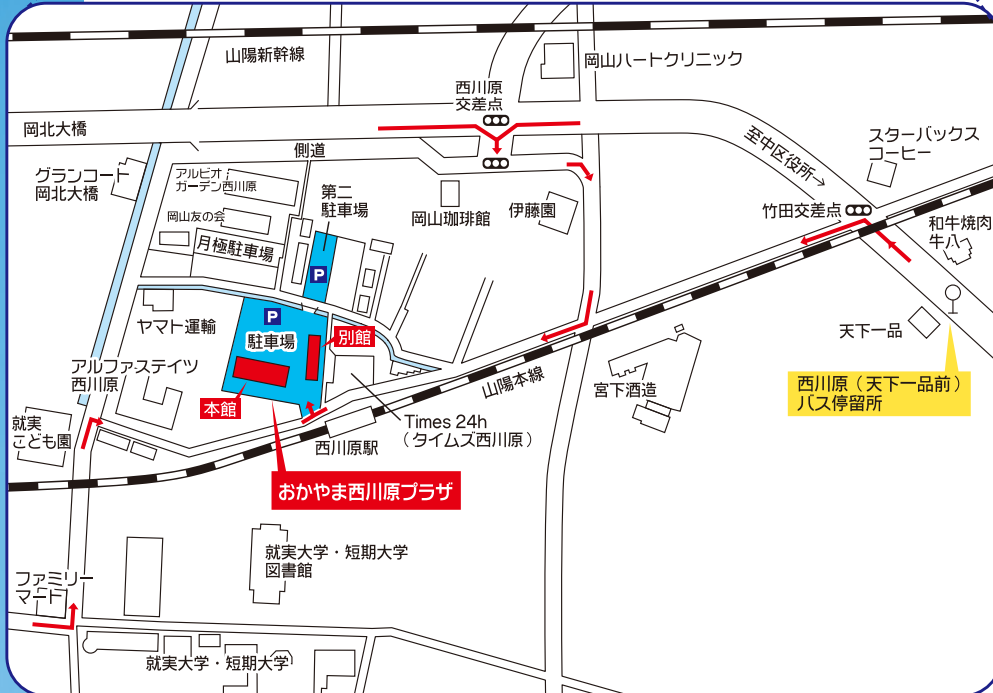 山陽新幹線
岡山ハートクリニック
西川原
交差点
岡北大橋
側道
至中区役所→
スターバックス
コーヒー
グランコート
岡北大橋
アルビオ
ガーデン西川原
第二
駐車場
岡山珈琲館
伊藤園
竹田交差点
岡山友の会
月極駐車場
和牛焼肉
牛八
P
ヤマト運輸
P
駐車場
別館
天下一品
アルファステイツ
西川原
山陽本線
宮下酒造
西川原（天下一品前）
バス停留所
本館
就実
こども園
Times 24h
（タイムズ西川原）
西川原駅
おかやま西川原プラザ
就実大学・短期大学
図書館
ファミリー
マート
就実大学・短期大学